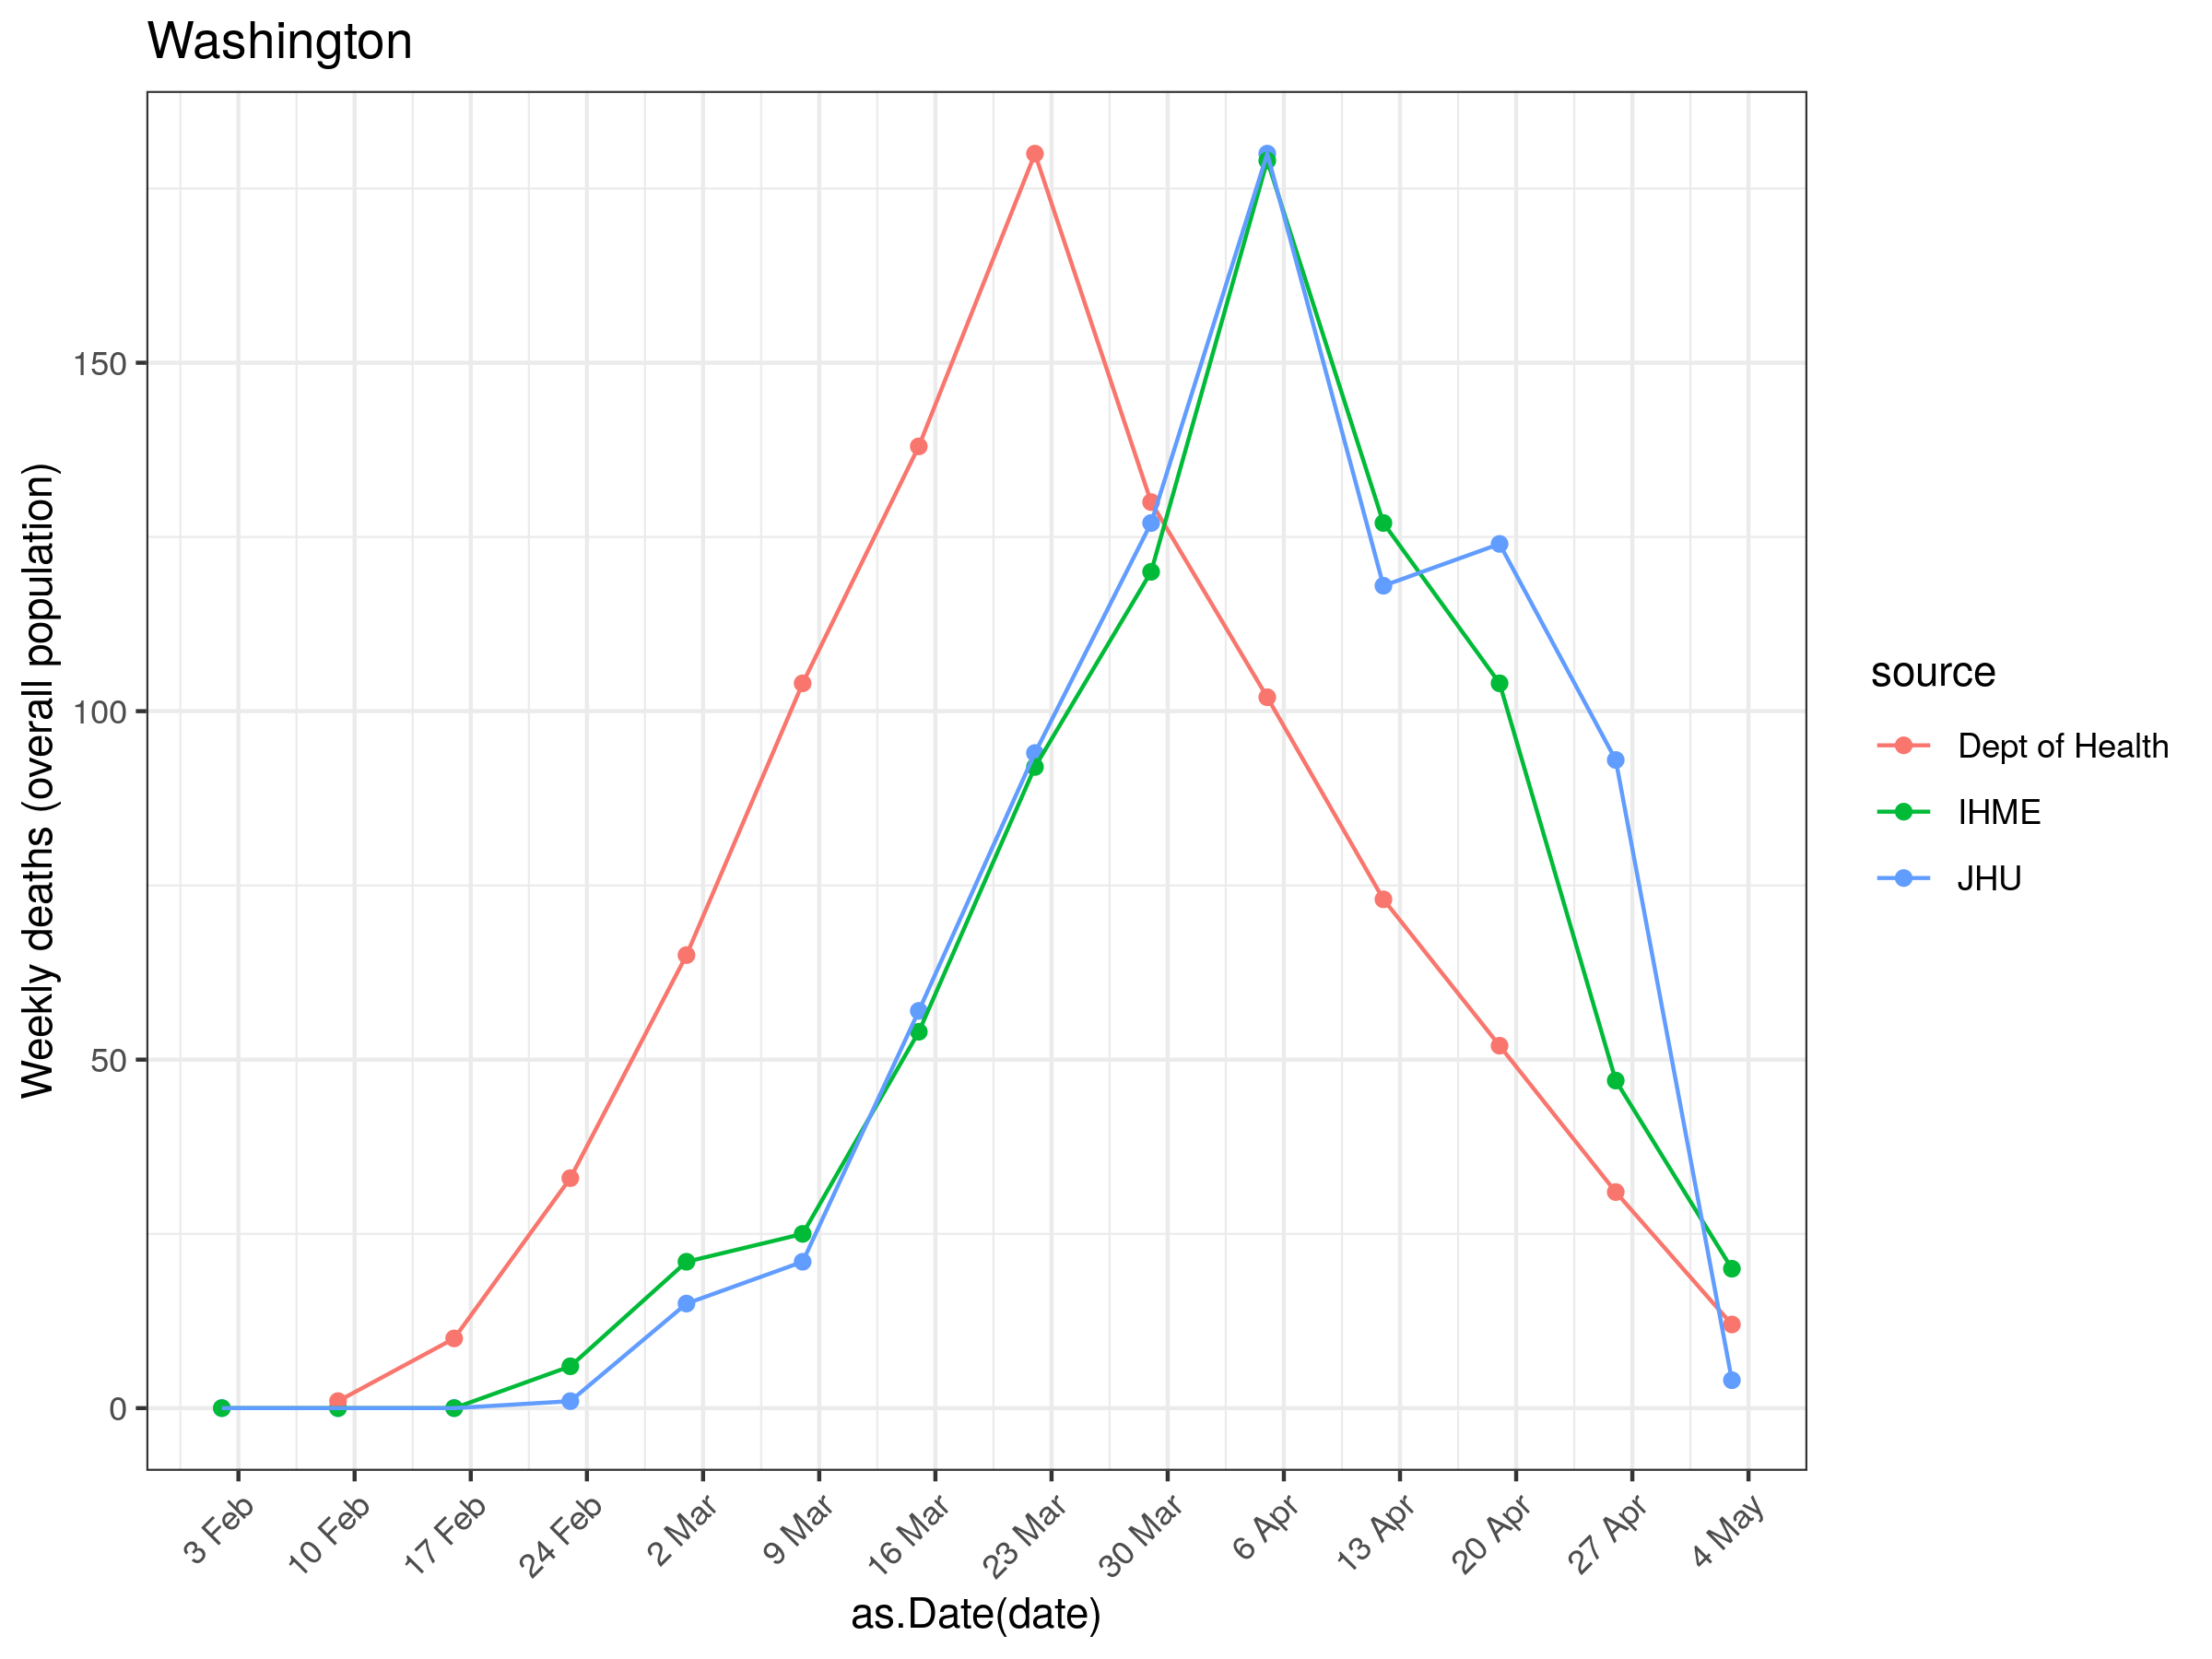 Washington
Weekly deaths (overall population)
150
100
50
0
3 Feb
10 Feb
17 Feb
24 Feb
2 Mar
9 Mar
16 Mar
23 Mar
30 Mar
6 Apr
13 Apr
20 Apr
27 Apr
4 May
as.Date(date)
source
Dept of Health
IHME
JHU